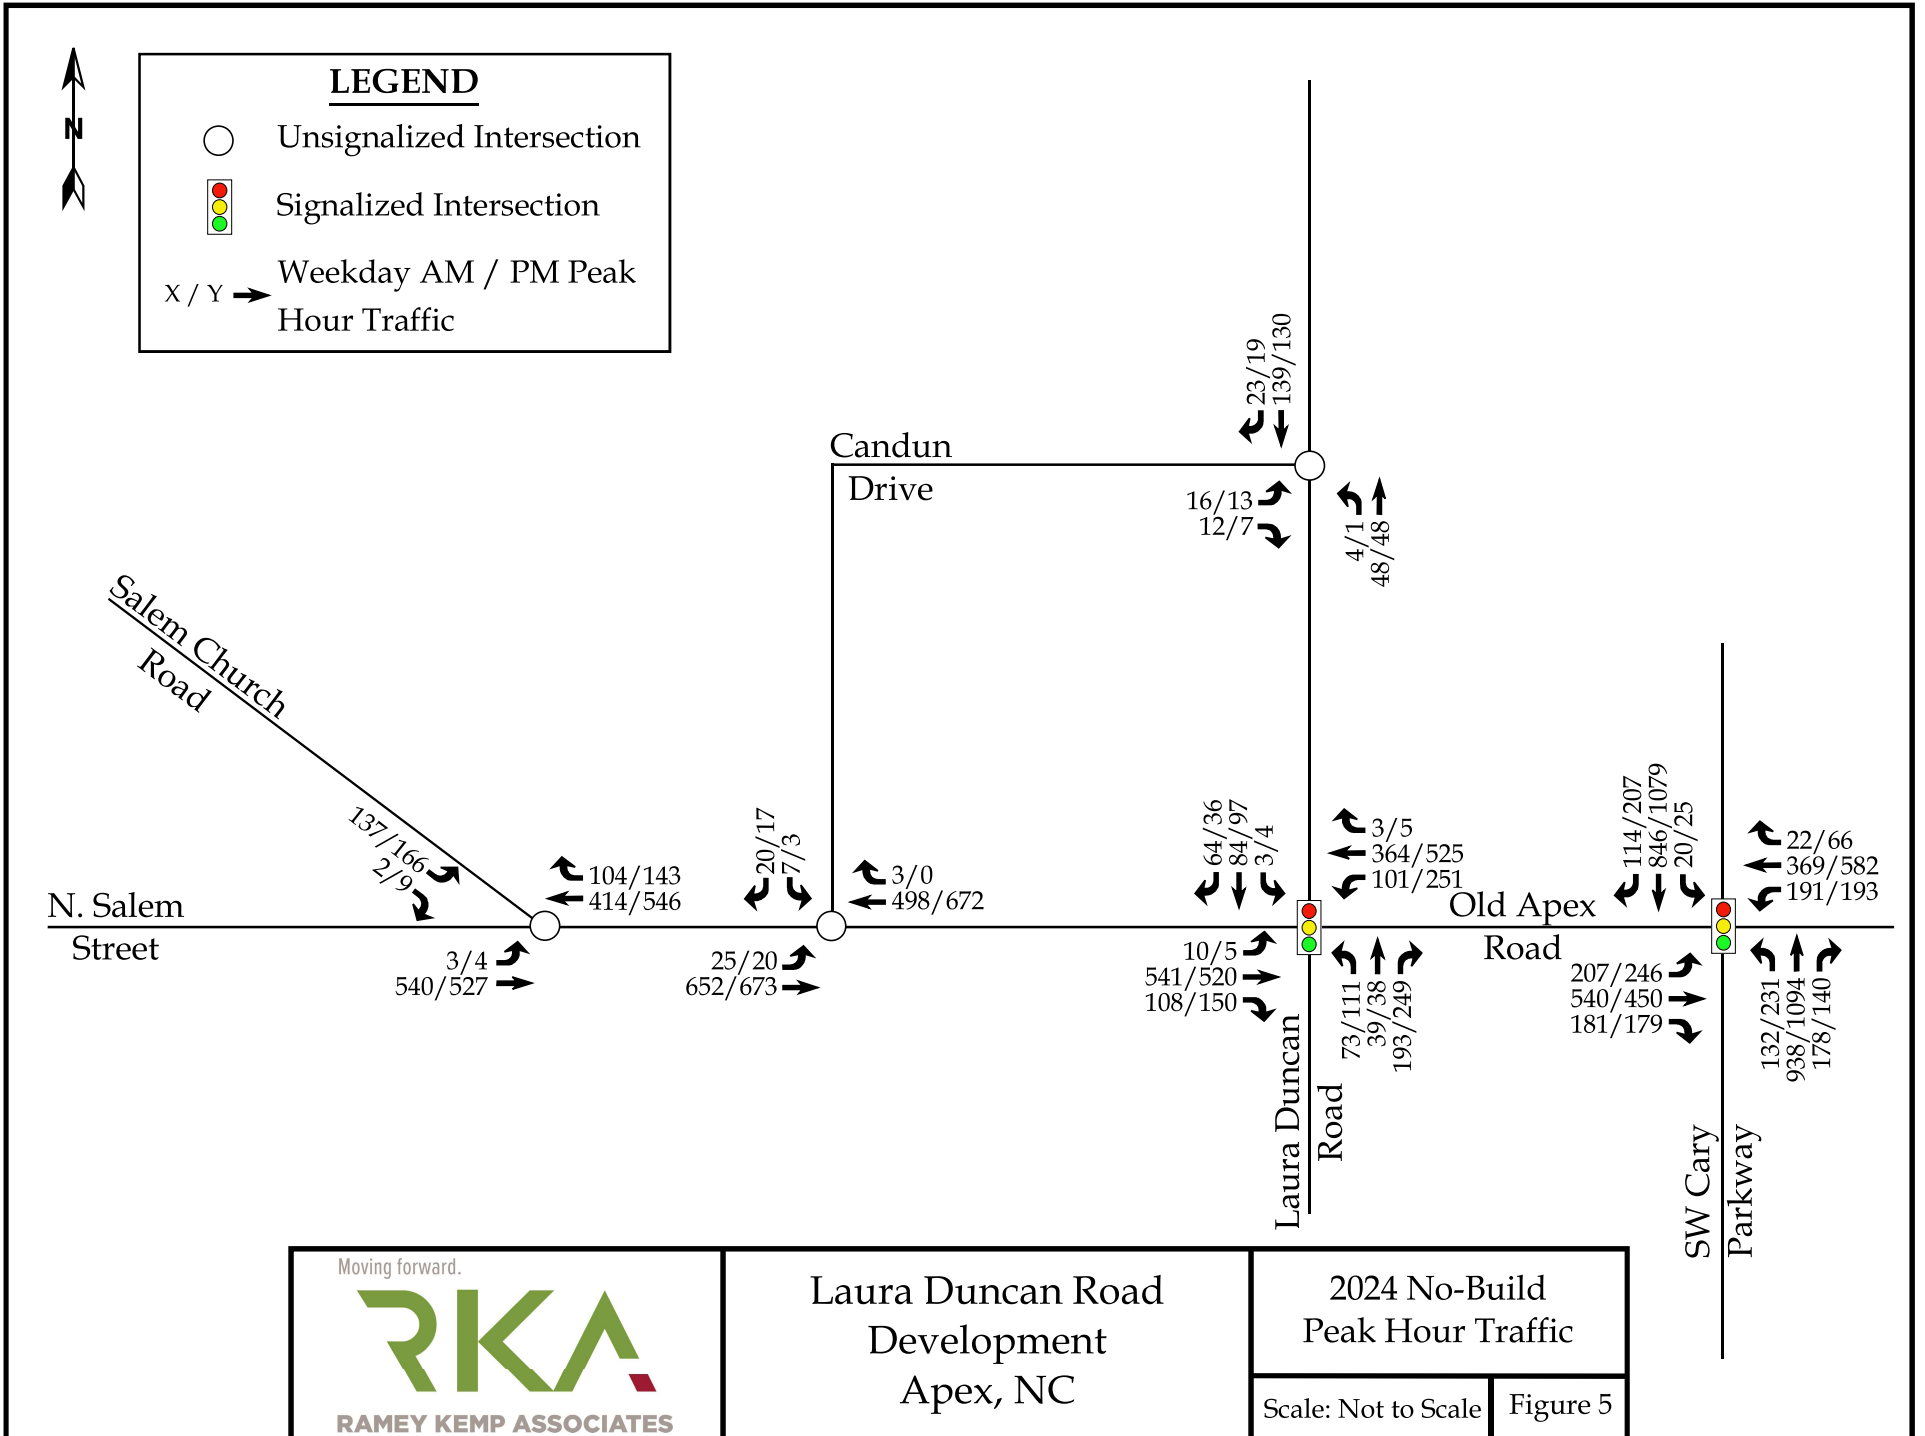 N
LEGEND
Unsignalized Intersection
Signalized Intersection
X / Y
Weekday AM / PM Peak
Hour Traffic
23/19
139/130
Candun
Drive
16/13
12/7
4/1
48/48
Salem Church
Road
137/166
2/9
104/143
414/546
N. Salem
Street
3/4
540/527
20/17
7/3
3/0
498/672
25/20
652/673
64/36
84/97
3/4
3/5
364/525
101/251
10/5
541/520
108/150
73/111
39/38
193/249
Laura Duncan
Road
Old Apex
Road
114/207
846/1079
20/25
22/66
369/582
191/193
207/246
540/450
181/179
132/231
938/1094
178/140
SW Cary
Parkway
Moving forward.
RKA
RAMEY KEMP ASSOCIATES
Laura Duncan Road
Development
Apex, NC
2024 No-Build
Peak Hour Traffic
Scale: Not to Scale
Figure 5